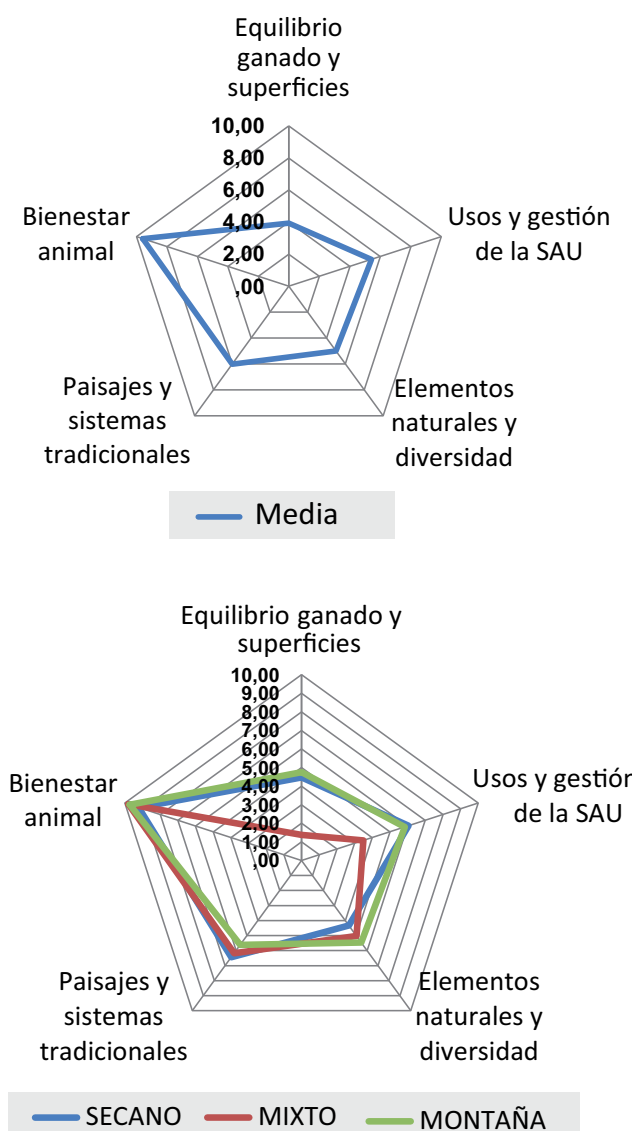 Equilibrio
ganado y
superficies
10,00
8,00
6,00
4,00
2,00
,00
Bienestar
animal
Usos y gestión
de la SAU
Paisajes y
sistemas
tradicionales
Elementos
naturales y
diversidad
Media
Equilibrio ganado y
superficies
10,00
9,00
8,00
7,00
6,00
5,00
4,00
3,00
2,00
1,00
,00
Bienestar
animal
Usos y gestión
de la SAU
Paisajes y
sistemas
tradicionales
Elementos
naturales y
diversidad
SECANO MIXTO MONTAÑA